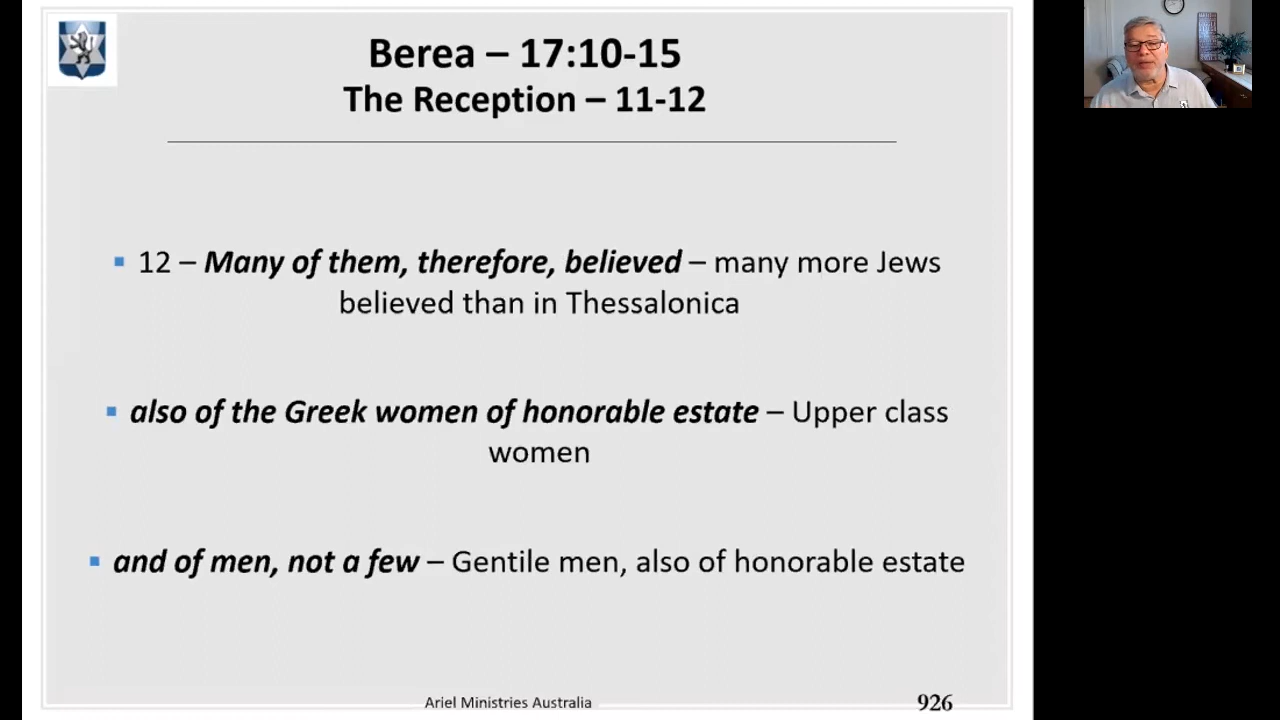 Berea – 17:10-15
The Reception – 11-12
▪ 12 – Many of them, therefore, believed – many more Jews
believed than in Thessalonica
▪ also of the Greek women of honorable estate – Upper class
women
▪ and of men, not a few – Gentile men, also of honorable estate
Ariel Ministries Australia
926